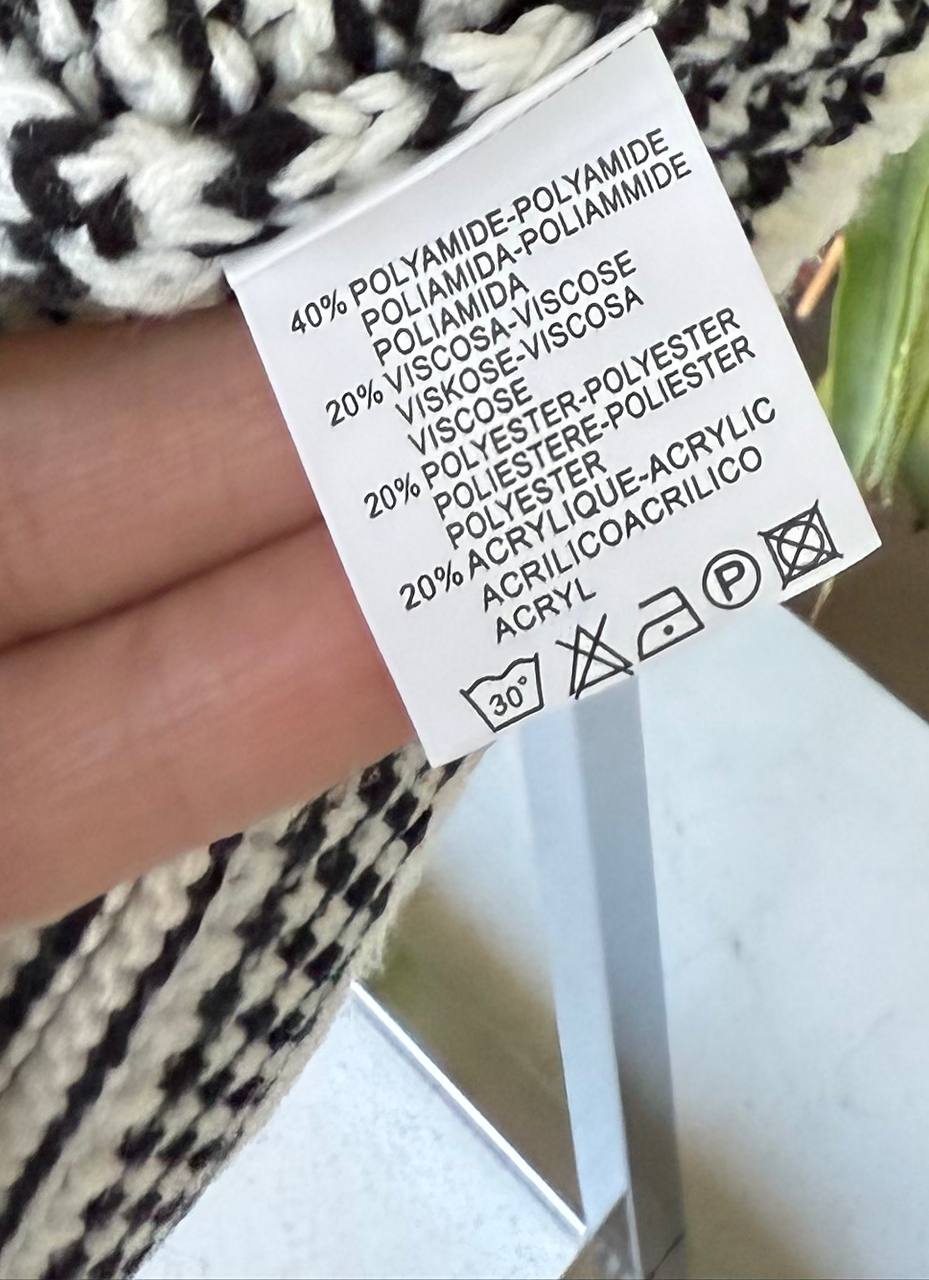 40% POLYAMIDE-POLYAMIDE
POLIAMIDA-POLIAMMIDE
POLIAMIDA
20% VISCOSA-VISCOSE
VISKOSE-VISCOSA
VISCOSE
20% POLYESTER-POLYESTER
POLIESTERE-POLIESTER
POLYESTER
20% ACRYLIQUE-ACRYLIC
ACRILICOACRILICO
ACRYL
30° P